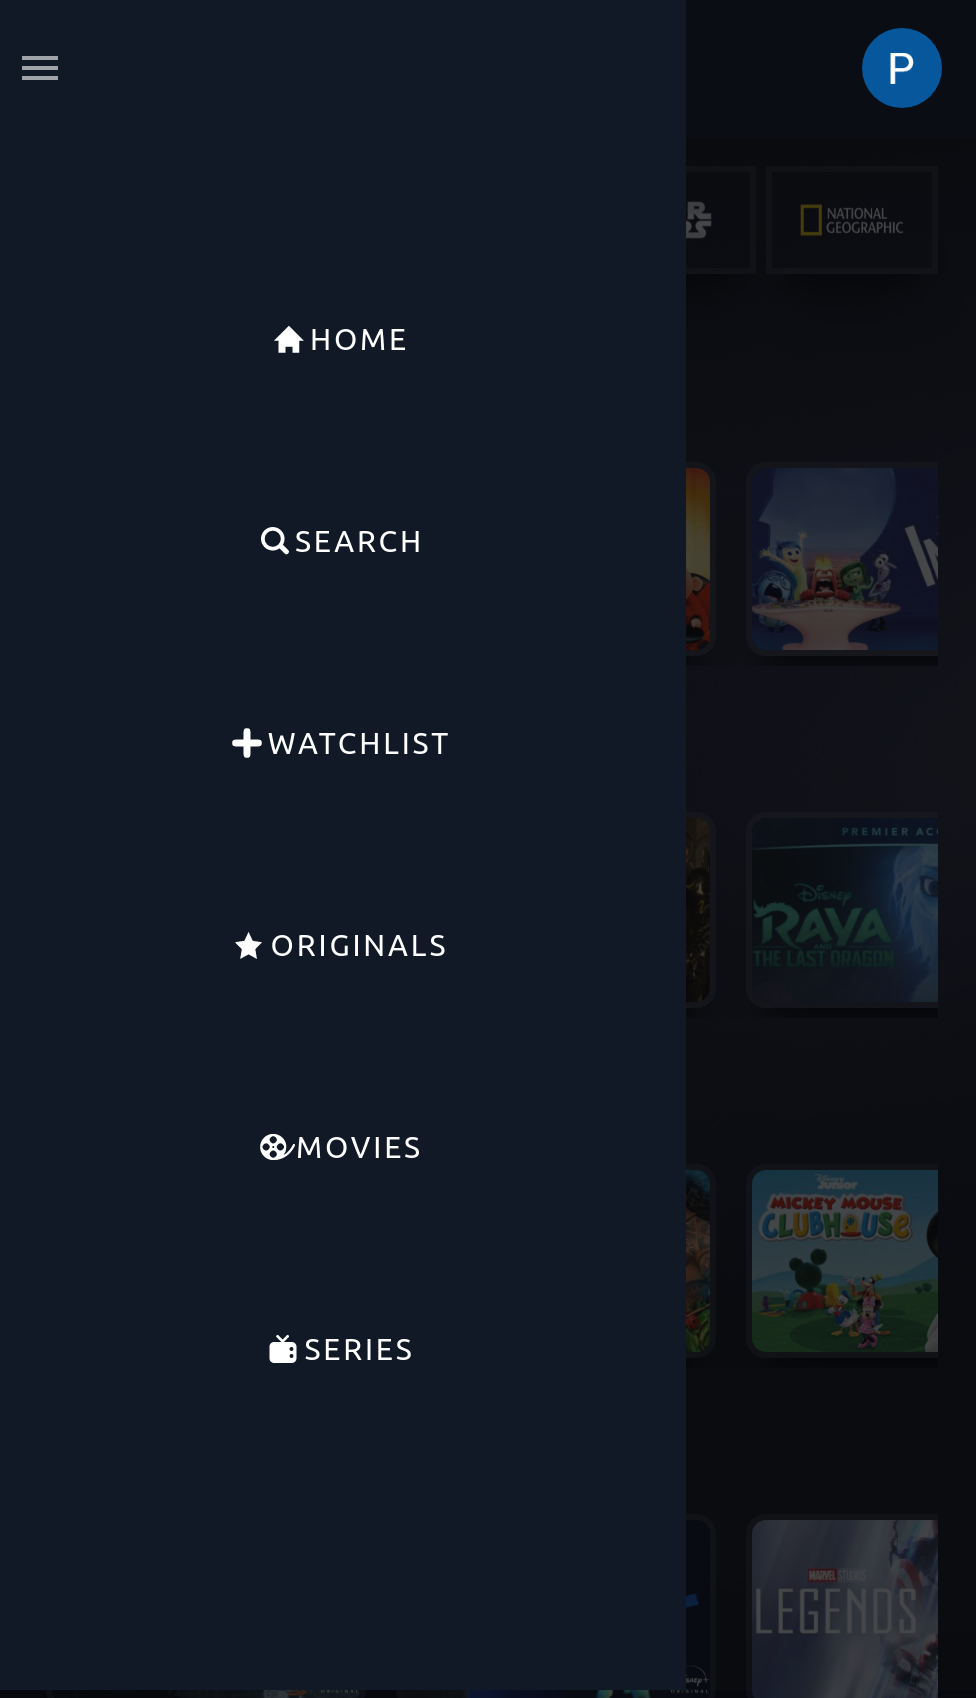 P
NATIONAL
GEOGRAPHIC
HOME
SEARCH
WATCHLIST
PREMIER
Disney
RAYA
AND
THE LAST DRAGON
ORIGINALS
MOVIES
Disney Junior
MICKEY MOUSE
CLUBHOUSE
SERIES
MARVEL STUDIOS
LEGENDS